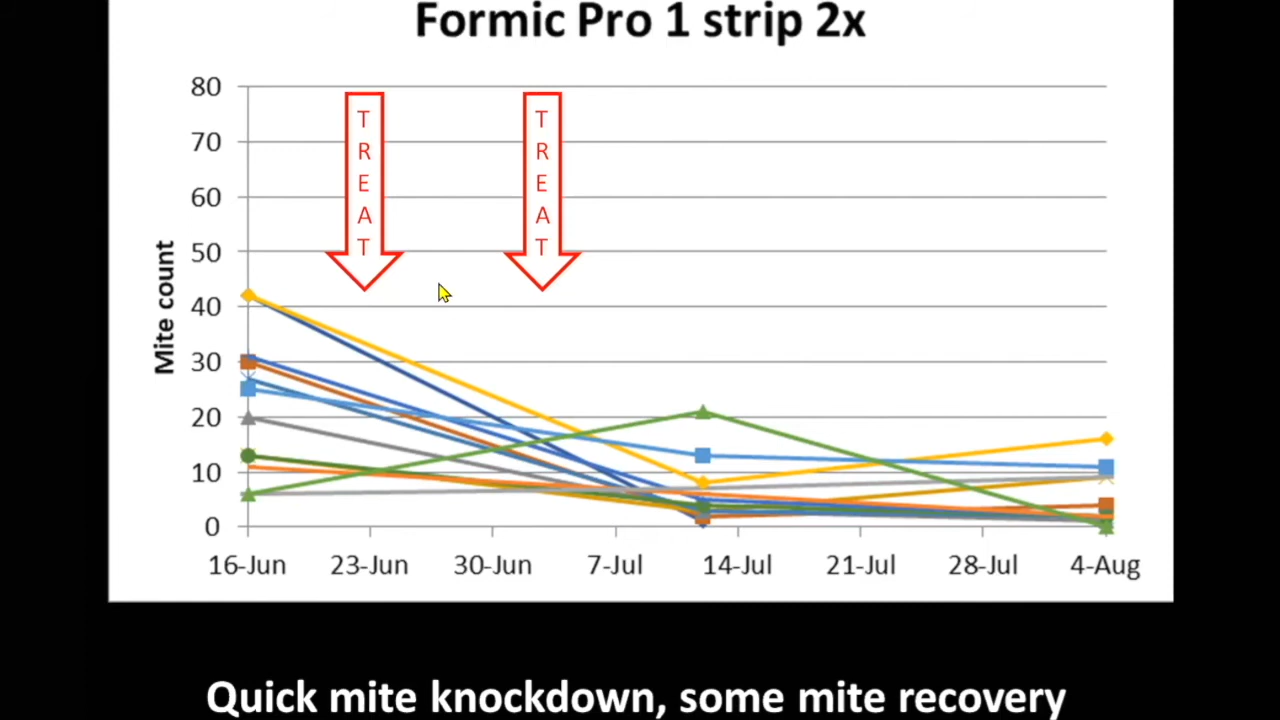 Formic Pro 1 strip 2x
80
70
60
50
40
30
20
10
0
Mite count
TREAT
TREAT
16-Jun 23-Jun 30-Jun 7-Jul 14-Jul 21-Jul 28-Jul 4-Aug
Quick mite knockdown, some mite recovery